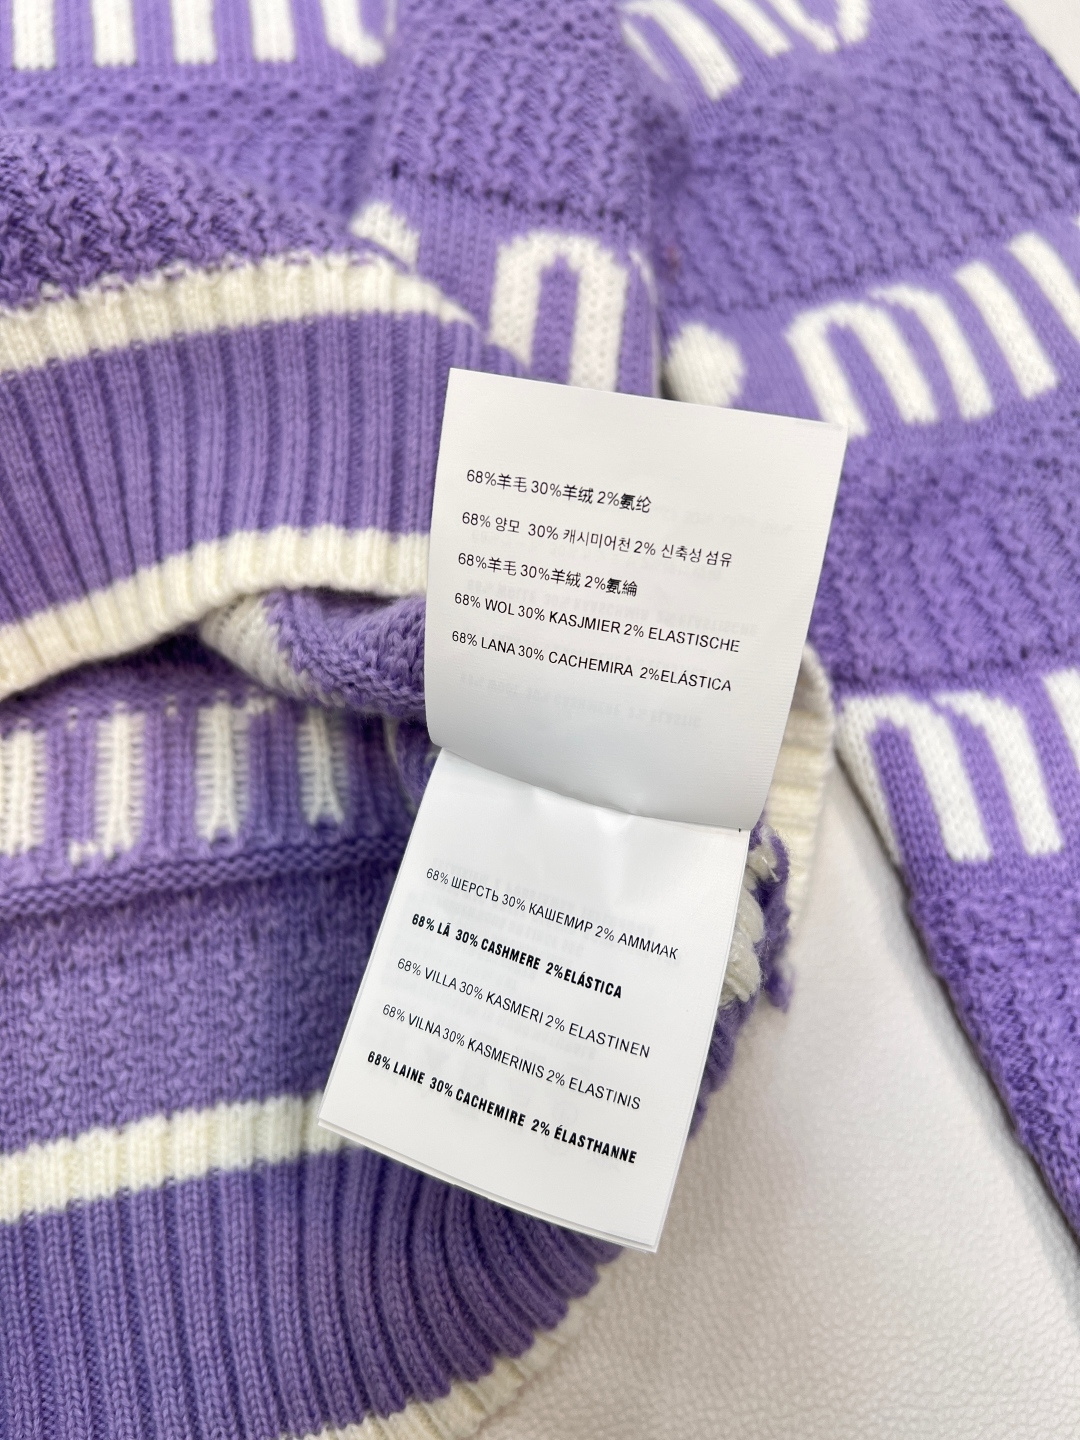 68%羊毛 30%羊绒 2%氨纶
68% 양모 30% 캐시미어천 2% 신축성 섬유
68%羊毛 30%羊绒 2%氨綸
68% WOL 30% KASJMIER 2% ELASTISCHE
68% LANA 30% CACHEMIRA 2%ELÁSTICA
68% ШЕРСТЬ 30% КАШЕМИР 2% АММИАК
68% LÃ 30% CASHMERE 2%ELÁSTICA
68% VILLA 30% KASMERI 2% ELASTINEN
68% VILNA 30% KASMERINIS 2% ELASTINIS
68% LAINE 30% CACHEMIRE 2% ÉLASTHANNE